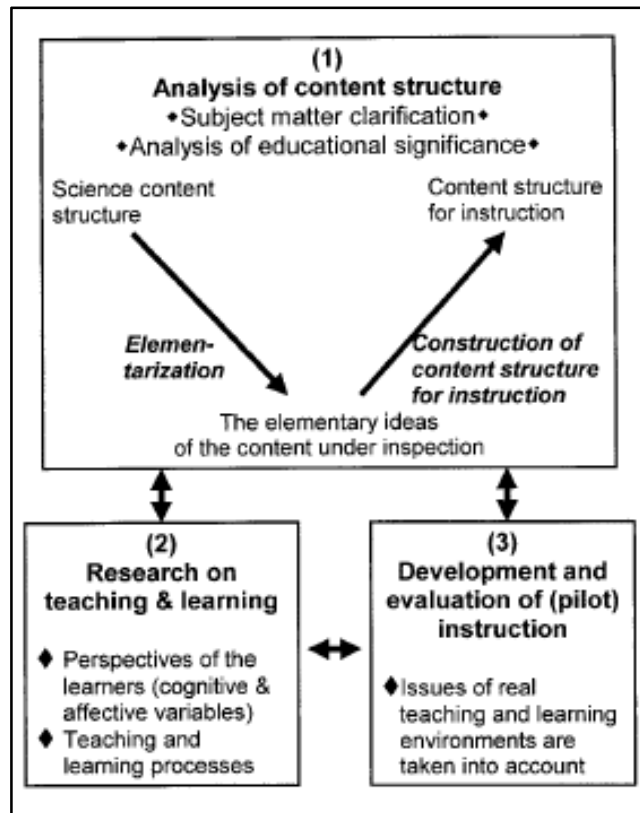 (1)
Analysis of content structure
◆Subject matter clarification◆
◆Analysis of educational significance◆
Science content
structure
Content structure
for instruction
Elemen-
tarization
Construction of
content structure
for instruction
The elementary ideas
of the content under inspection
(2)
Research on
teaching & learning
◆ Perspectives of the
learners (cognitive &
affective variables)
◆ Teaching and
learning processes
(3)
Development and
evaluation of (pilot)
instruction
◆ Issues of real
teaching and learning
environments are
taken into account